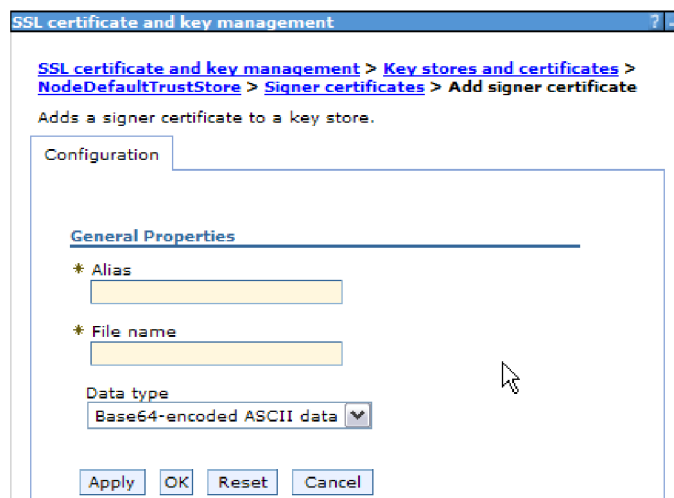 SSL certificate and key management ? -
SSL certificate and key management > Key stores and certificates >
NodeDefaultTrustStore > Signer certificates > Add signer certificate
Adds a signer certificate to a key store.
Configuration
General Properties
* Alias
* File name
Data type
Base64-encoded ASCII data
Apply OK Reset Cancel